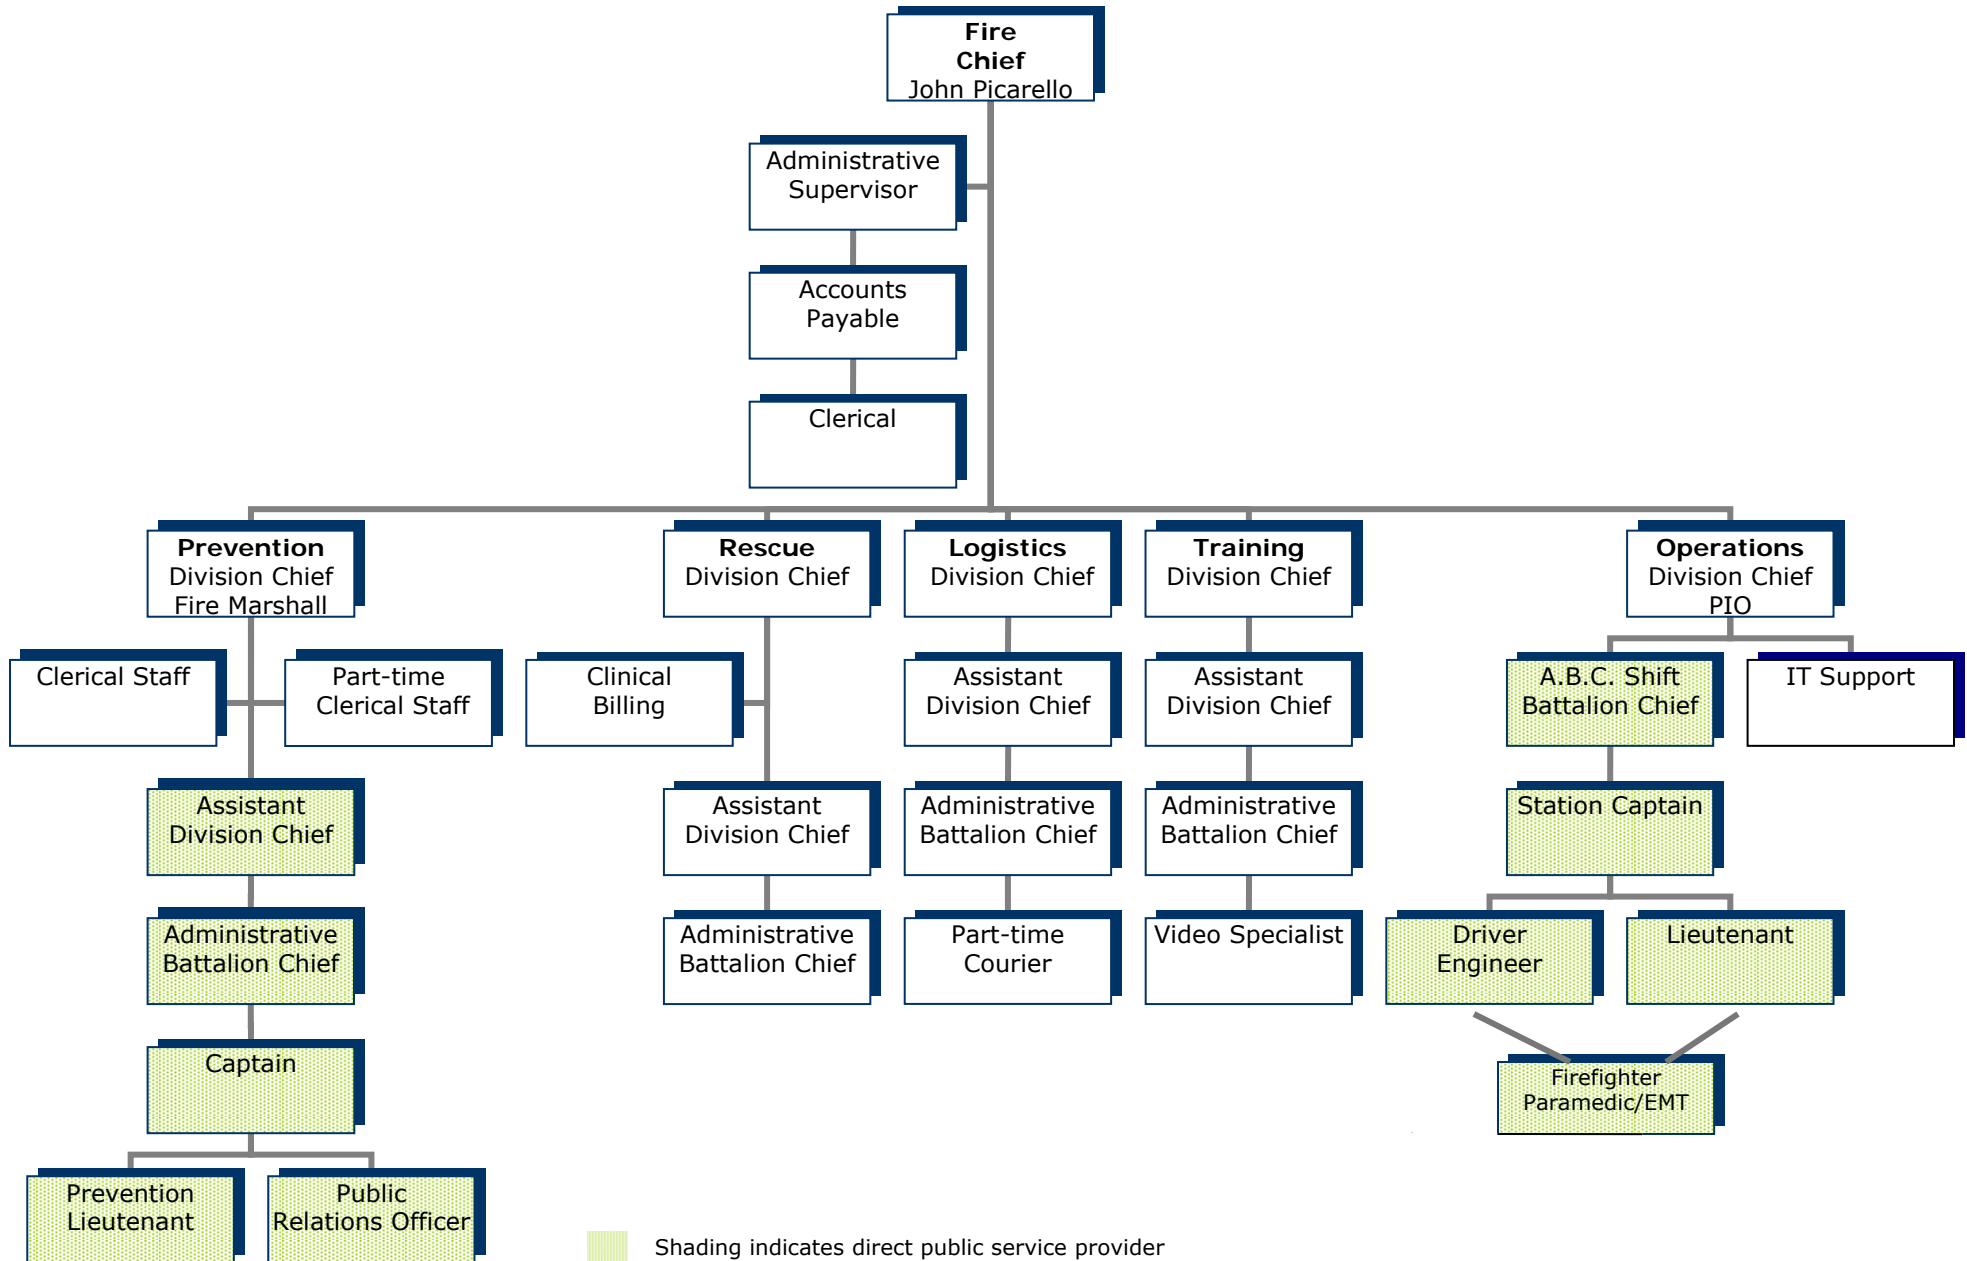 Fire
Chief
John Picarello
Administrative
Supervisor
Accounts
Payable
Clerical
Prevention
Division Chief
Fire Marshall
Rescue
Division Chief
Logistics
Division Chief
Training
Division Chief
Operations
Division Chief
PIO
Clerical Staff
Part-time
Clerical Staff
Clinical
Billing
Assistant
Division Chief
Assistant
Division Chief
A.B.C. Shift
Battalion Chief
IT Support
Assistant
Division Chief
Assistant
Division Chief
Administrative
Battalion Chief
Administrative
Battalion Chief
Station Captain
Administrative
Battalion Chief
Administrative
Battalion Chief
Part-time
Courier
Video Specialist
Driver
Engineer
Lieutenant
Captain
Firefighter
Paramedic/EMT
Prevention
Lieutenant
Public
Relations Officer
Shading indicates direct public service provider